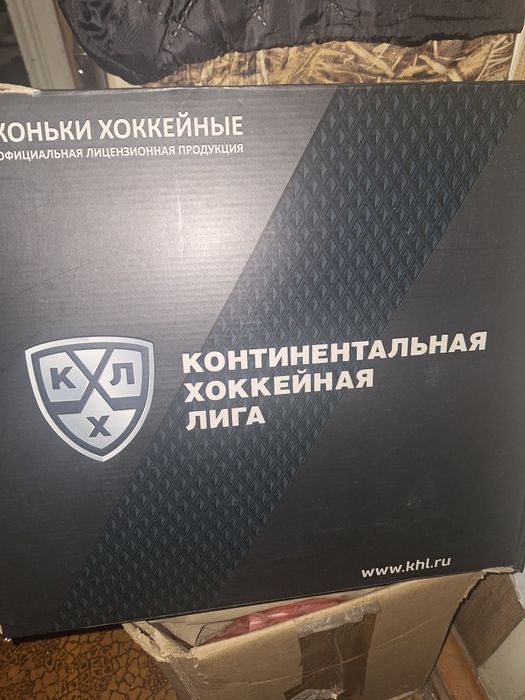 КОНЬКИ ХОККЕЙНЫЕ
ОФИЦИАЛЬНАЯ ЛИЦЕНЗИОННАЯ ПРОДУКЦИЯ
К Л
Х
КОНТИНЕНТАЛЬНАЯ
ХОККЕЙНАЯ
ЛИГА
www.khl.ru